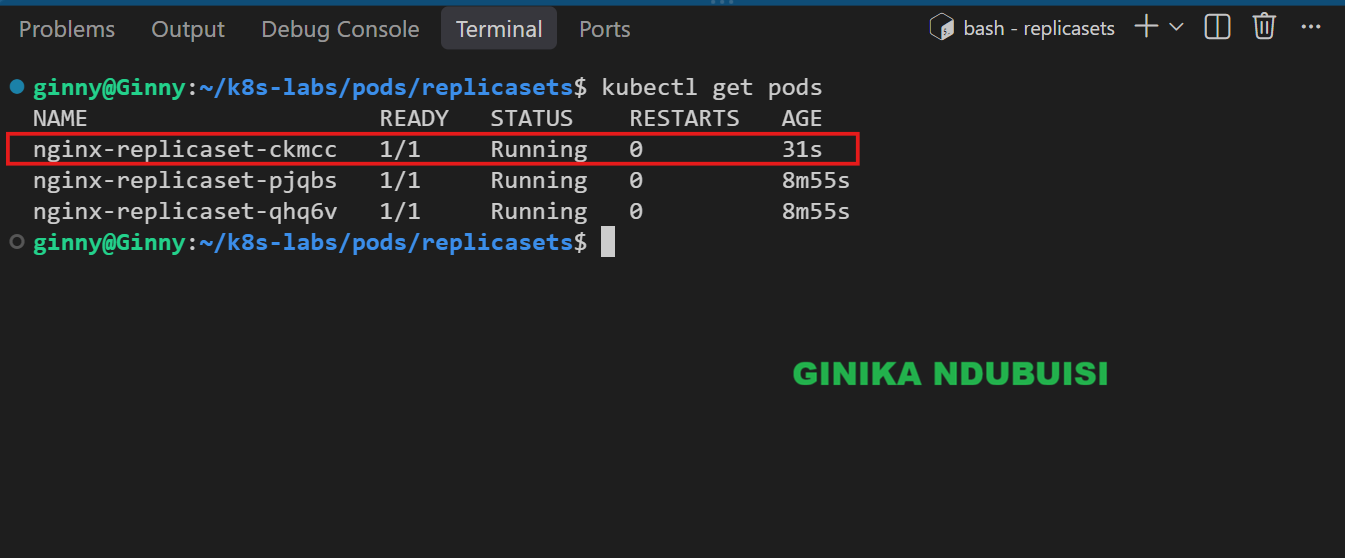 Problems Output Debug Console Terminal Ports bash - replicasets
ginny@Ginny:~/k8s-labs/pods/replicasets$ kubectl get pods
NAME READY STATUS RESTARTS AGE
nginx-replicaset-ckmcc 1/1 Running 0 31s
nginx-replicaset-pjqbs 1/1 Running 0 8m55s
nginx-replicaset-qhq6v 1/1 Running 0 8m55s
ginny@Ginny:~/k8s-labs/pods/replicasets$
GINIKA NDUBUISI